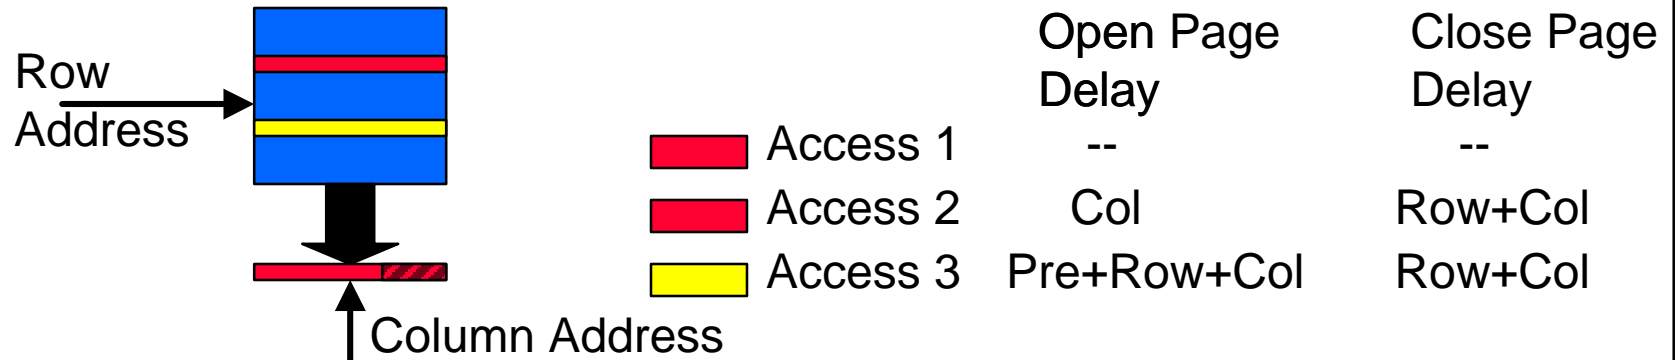 Open Page Close Page
Row Delay Delay
Address
Access 1 -- --
Access 2 Col Row+Col
Access 3 Pre+Row+Col Row+Col
Column Address